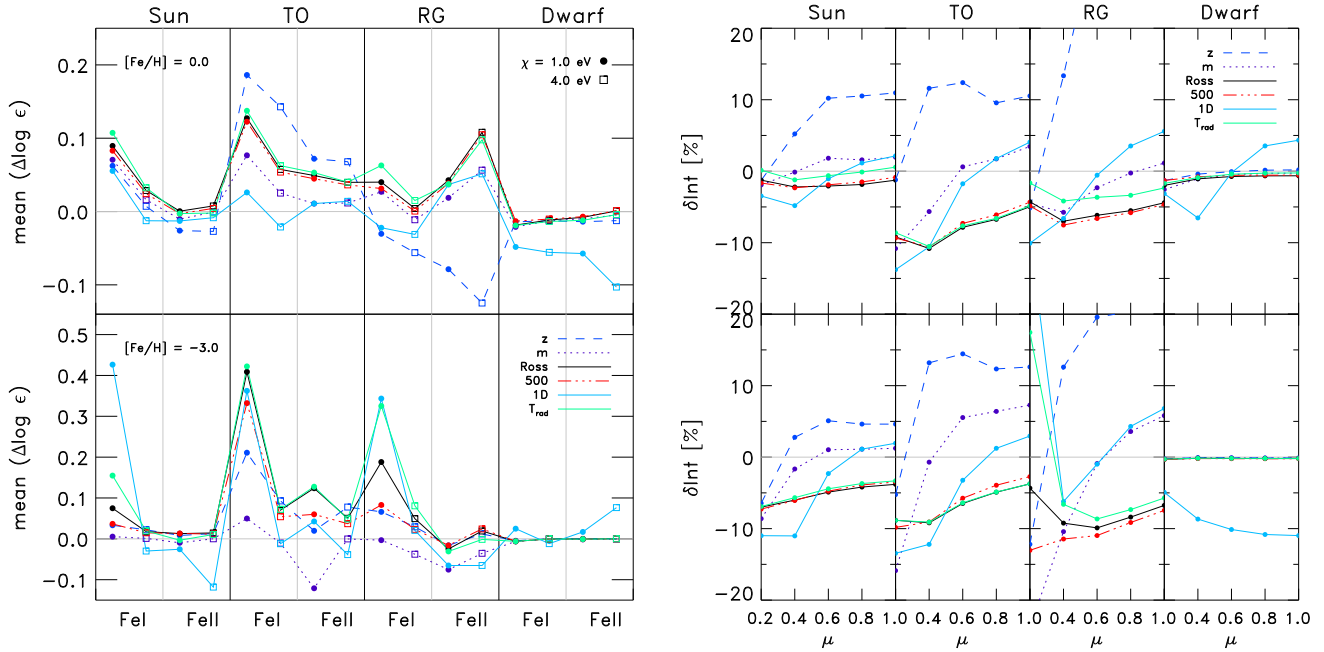 Sun TO RG Dwarf
[Fe/H] = 0.0
χ = 1.0 eV
4.0 eV
0.2
0.1
0.0
−0.1
mean (Δlog ϵ)
[Fe/H] = −3.0
z
m
Ross
500
1D
T_rad
0.5
0.4
0.3
0.2
0.1
0.0
−0.1
mean (Δlog ϵ)
FeI FeII FeI FeII FeI FeII FeI FeII
Sun TO RG Dwarf
20
10
0
−10
−20
δInt [%]
z
m
Ross
500
1D
T_rad
20
10
0
−10
−20
δInt [%]
0.2 0.4 0.6 0.8 1.0 0.4 0.6 0.8 1.0 0.4 0.6 0.8 1.0 0.4 0.6 0.8 1.0
μ μ μ μ